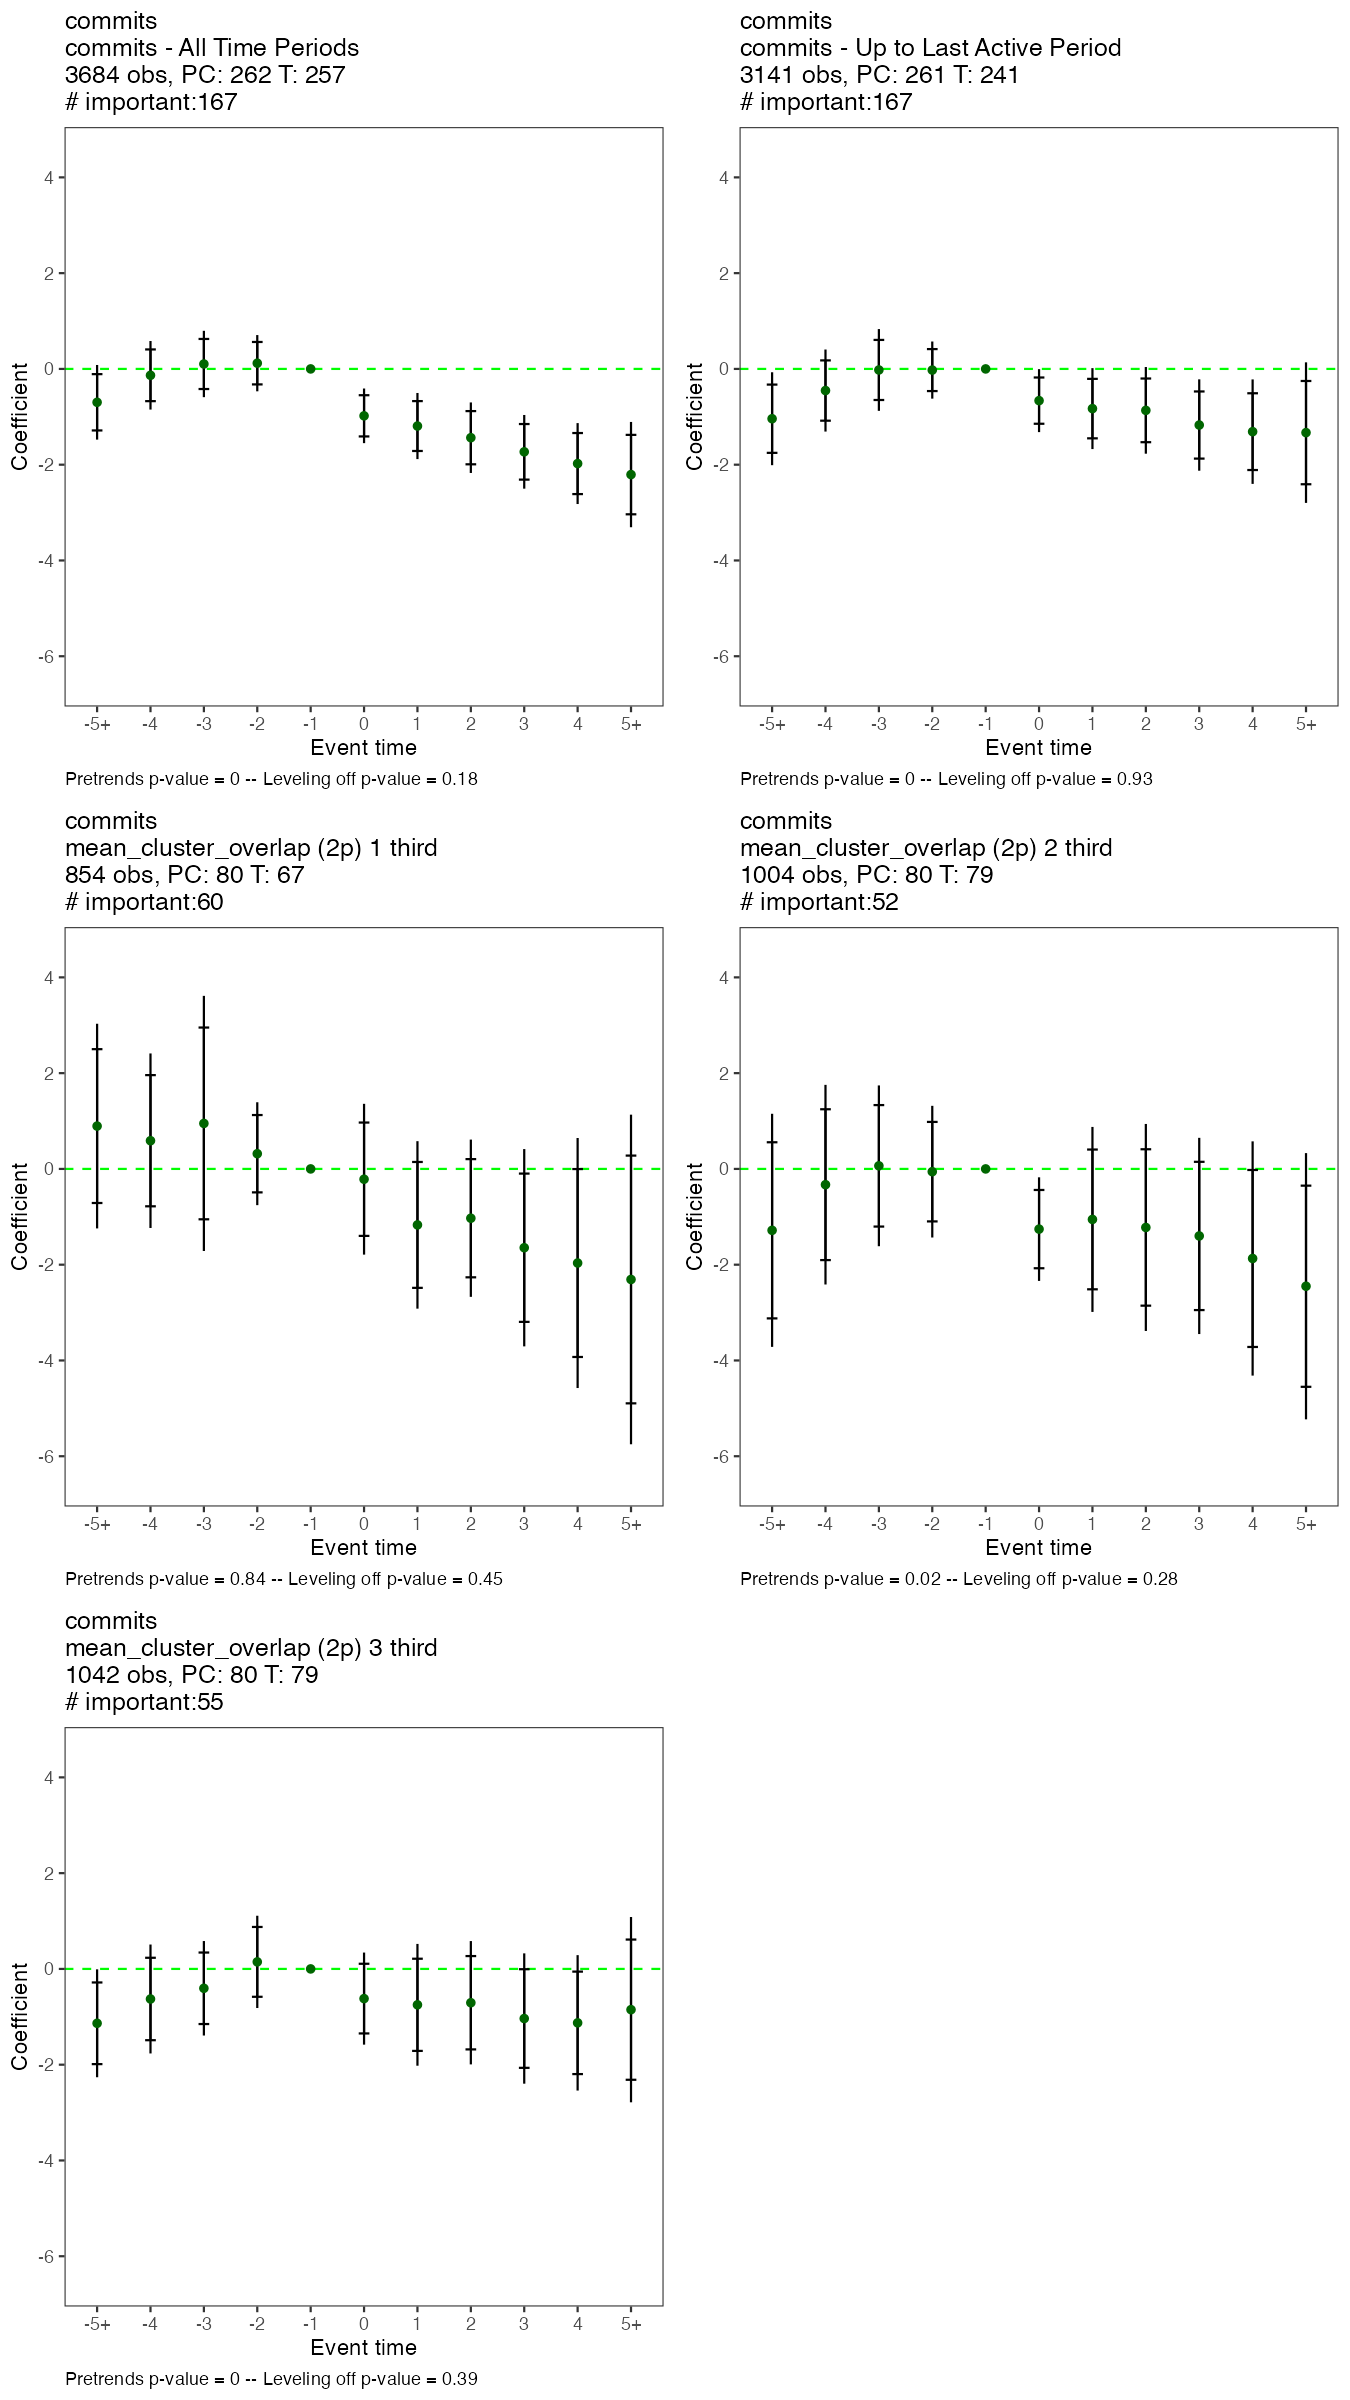 commits
commits - All Time Periods
3684 obs, PC: 262 T: 257
# important:167
4
2
0
-2
-4
-6
Coefficient
-5+ -4 -3 -2 -1 0 1 2 3 4 5+
Event time
Pretrends p-value = 0 -- Leveling off p-value = 0.18
commits
commits - Up to Last Active Period
3141 obs, PC: 261 T: 241
# important:167
4
2
0
-2
-4
-6
Coefficient
-5+ -4 -3 -2 -1 0 1 2 3 4 5+
Event time
Pretrends p-value = 0 -- Leveling off p-value = 0.93
commits
mean_cluster_overlap (2p) 1 third
854 obs, PC: 80 T: 67
# important:60
4
2
0
-2
-4
-6
Coefficient
-5+ -4 -3 -2 -1 0 1 2 3 4 5+
Event time
Pretrends p-value = 0.84 -- Leveling off p-value = 0.45
commits
mean_cluster_overlap (2p) 2 third
1004 obs, PC: 80 T: 79
# important:52
4
2
0
-2
-4
-6
Coefficient
-5+ -4 -3 -2 -1 0 1 2 3 4 5+
Event time
Pretrends p-value = 0.02 -- Leveling off p-value = 0.28
commits
mean_cluster_overlap (2p) 3 third
1042 obs, PC: 80 T: 79
# important:55
4
2
0
-2
-4
-6
Coefficient
-5+ -4 -3 -2 -1 0 1 2 3 4 5+
Event time
Pretrends p-value = 0 -- Leveling off p-value = 0.39